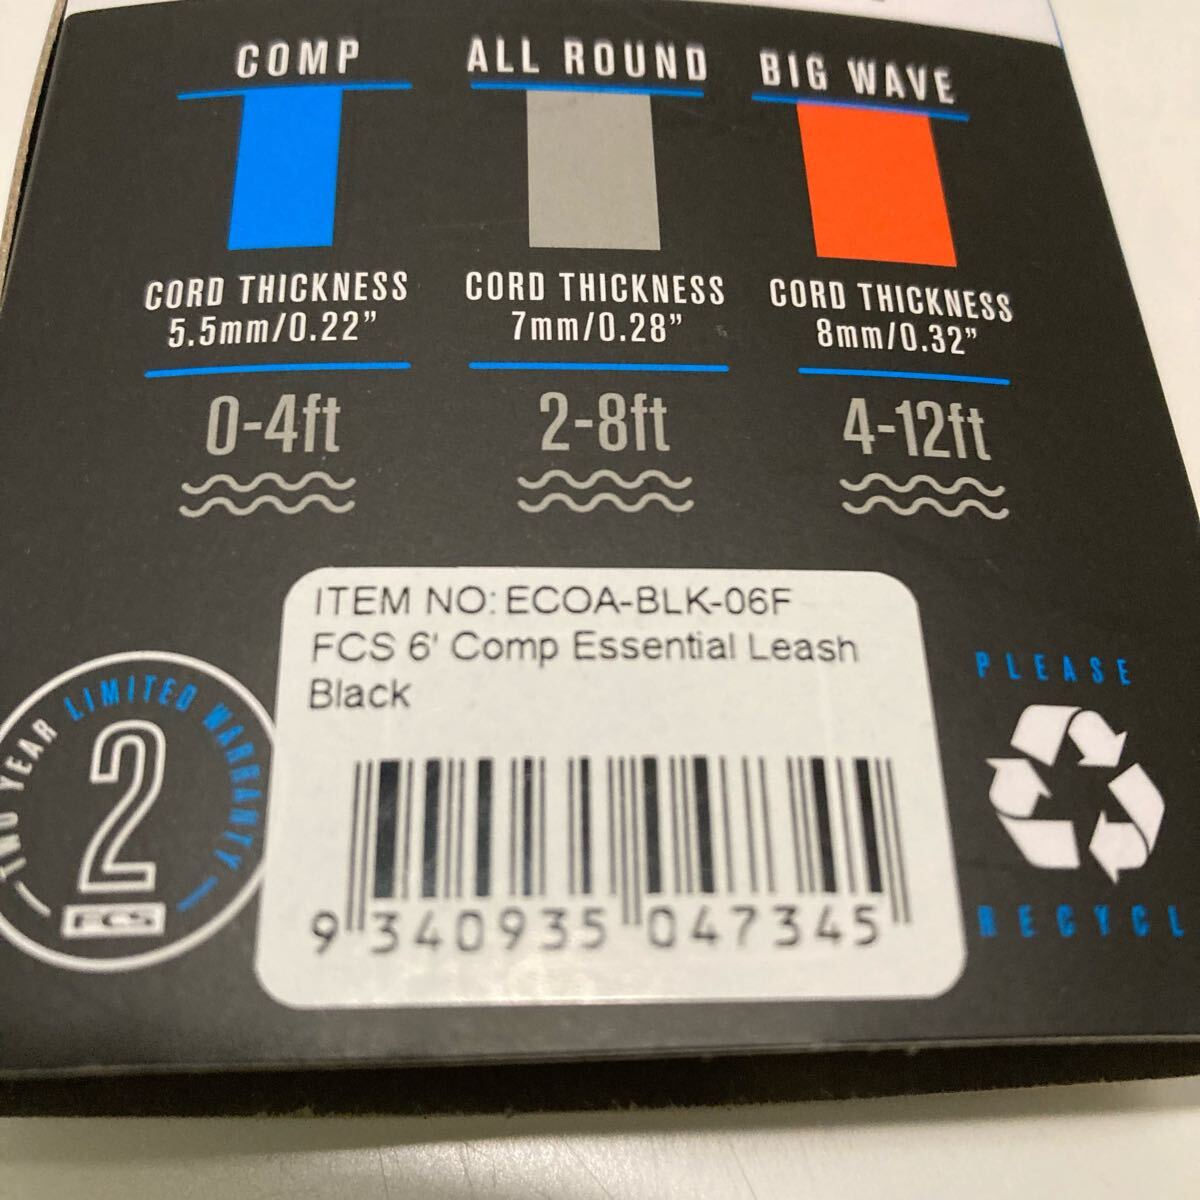 COMP
ALL ROUND
BIG WAVE
CORD THICKNESS
5.5mm/0.22”
CORD THICKNESS
7mm/0.28”
CORD THICKNESS
8mm/0.32”
0-4ft
2-8ft
4-12ft
ITEM NO: ECOA-BLK-06F
FCS 6' Comp Essential Leash
Black
9 340935 047345
TWO YEAR LIMITED WARRANTY
2
FCS
PLEASE
RECYCL